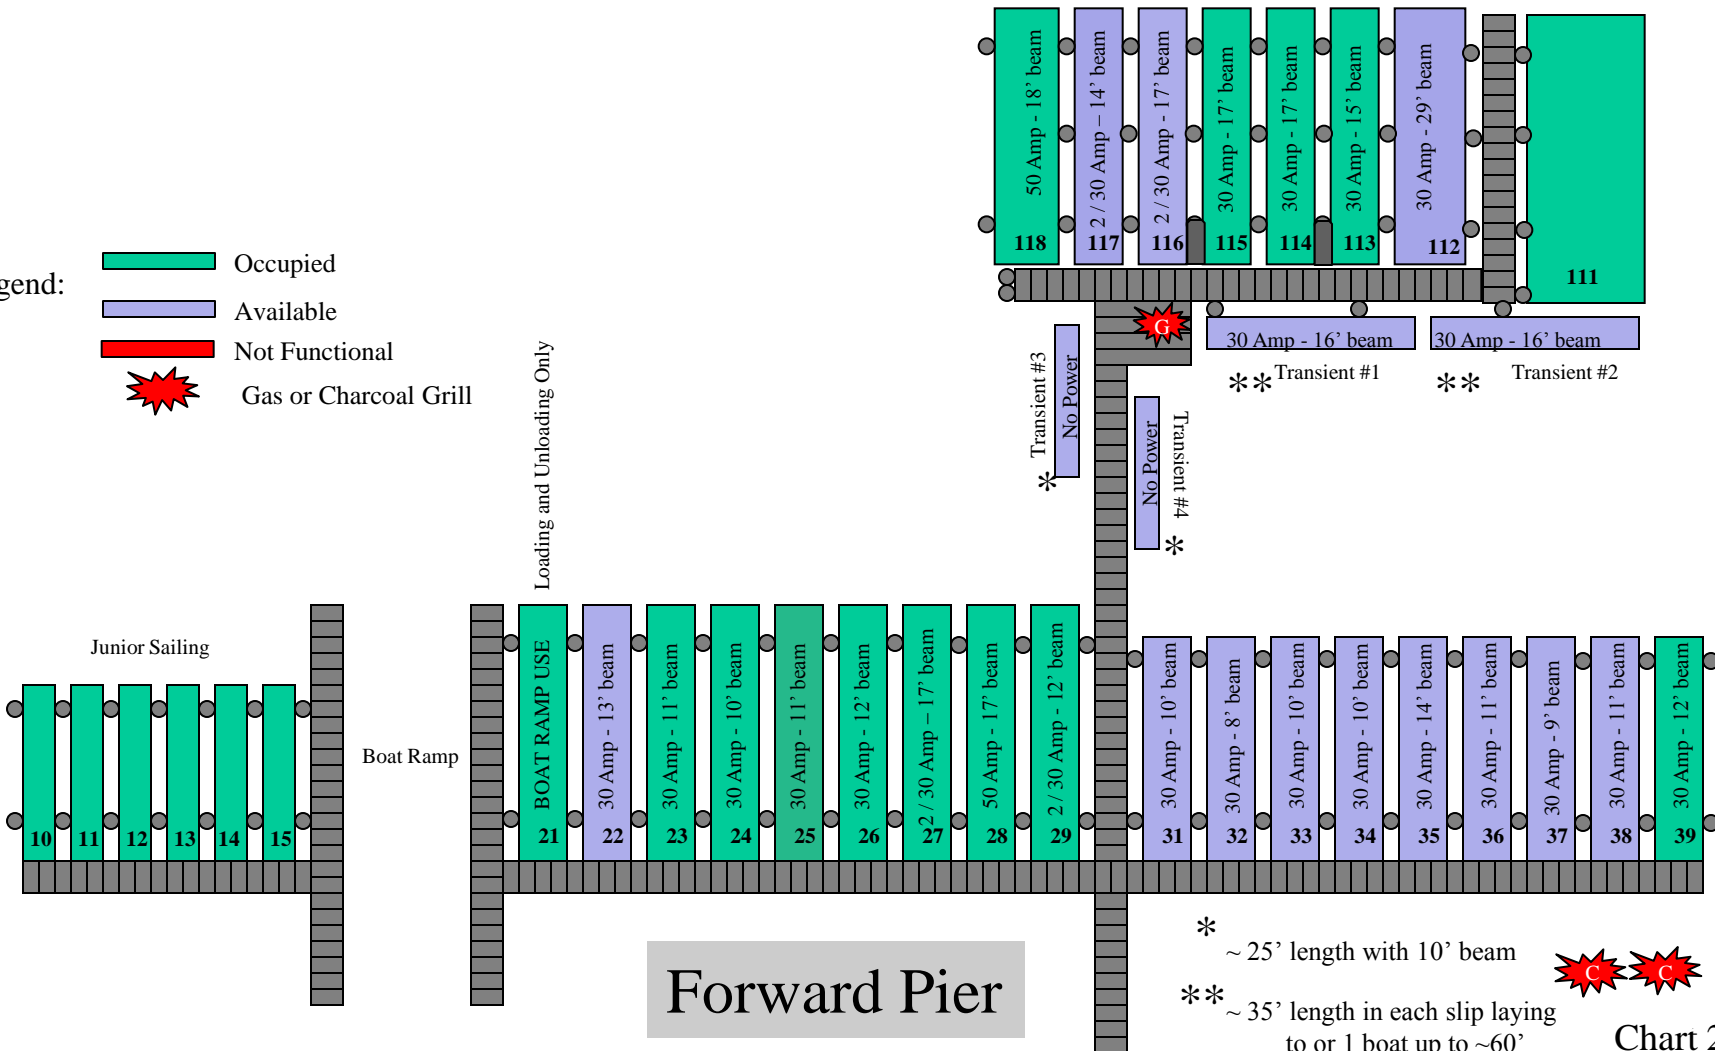 50 Amp - 18’ beam
118
2 / 30 Amp – 14’ beam
117
2 / 30 Amp - 17’ beam
116
30 Amp - 17’ beam
115
30 Amp - 17’ beam
114
30 Amp - 15’ beam
113
30 Amp - 29’ beam
112
111
gend:
Occupied
Available
Not Functional
Gas or Charcoal Grill
G
30 Amp - 16’ beam
30 Amp - 16’ beam
**Transient #1
** Transient #2
Transient #3
No Power
*
No Power
Transient #4
*
Loading and Unloading Only
Junior Sailing
10
11
12
13
14
15
Boat Ramp
BOAT RAMP USE
21
30 Amp - 13’ beam
22
30 Amp - 11’ beam
23
30 Amp - 10’ beam
24
30 Amp - 11’ beam
25
30 Amp - 12’ beam
26
2 / 30 Amp – 17’ beam
27
50 Amp - 17’ beam
28
2 / 30 Amp - 12’ beam
29
30 Amp - 10’ beam
31
30 Amp - 8’ beam
32
30 Amp - 10’ beam
33
30 Amp - 10’ beam
34
30 Amp - 14’ beam
35
30 Amp - 11’ beam
36
30 Amp - 9’ beam
37
30 Amp - 11’ beam
38
30 Amp - 12’ beam
39
Forward Pier
* ~ 25’ length with 10’ beam
C C
** ~ 35’ length in each slip laying
to or 1 boat up to ~60’
Chart 2